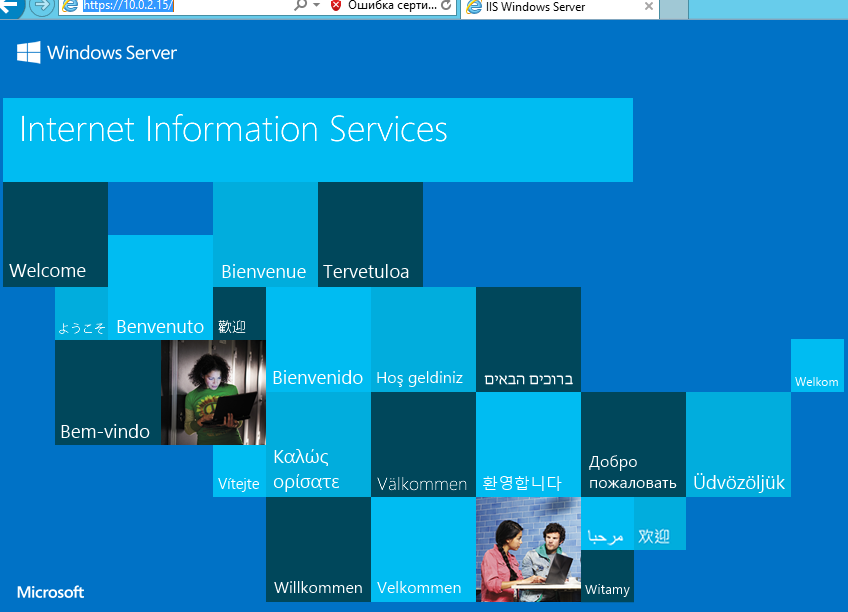 https://10.0.2.15/
Ошибка серти...
IIS Windows Server
Windows Server
Internet Information Services
Welcome
Bienvenue
Tervetuloa
ようこそ
Benvenuto
歡迎
Bienvenido
Hoş geldiniz
ברוכים הבאים
Welkom
Bem-vindo
Vítejte
Καλώς
ορίσατε
Välkommen
환영합니다
Добро
пожаловать
Üdvözöljük
مرحبا
欢迎
Willkommen
Velkommen
Witamy
Microsoft